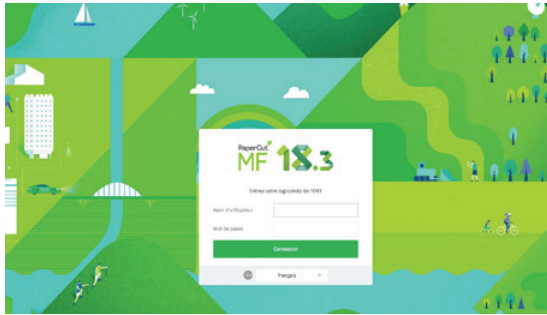 PaperCut
MF 18.3
Entrez votre login/mdp de l'ENT
Nom d'utilisateur
Mot de passe
Connexion
Français